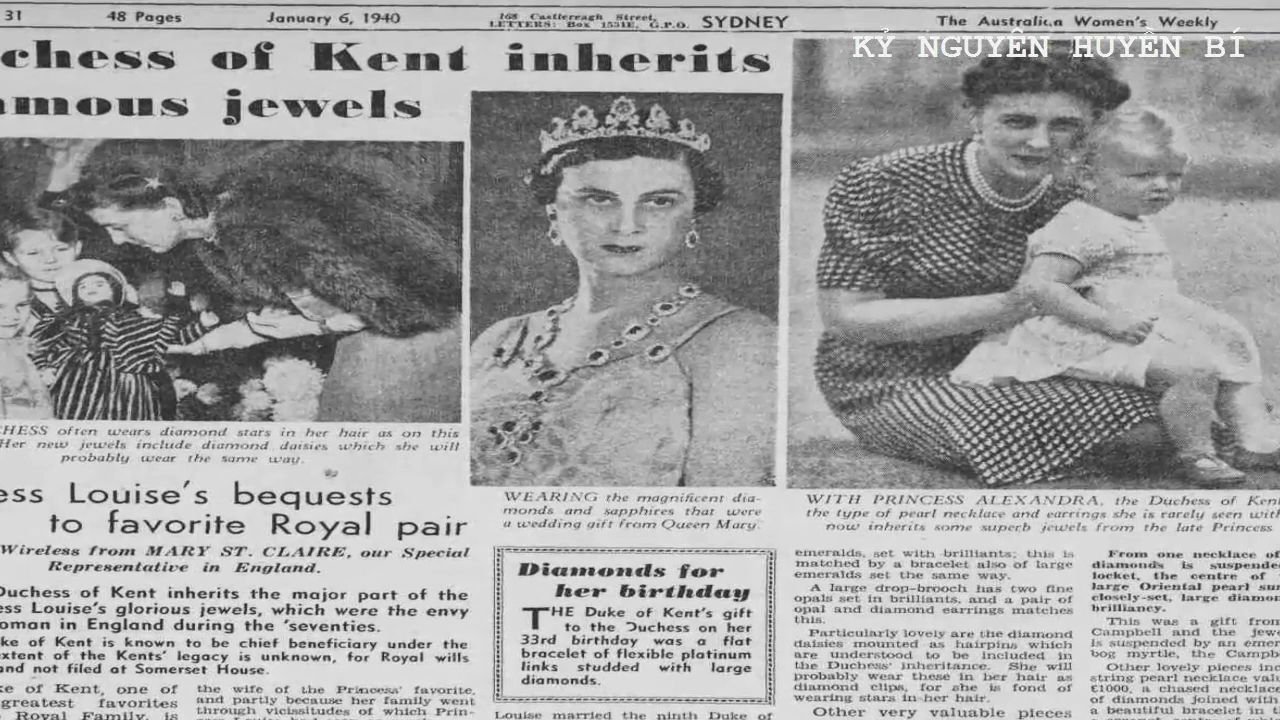 31 48 Pages January 6, 1940 168 Castlereagh Street, LETTERS: Box 1551E, G.P.O. SYDNEY The Australian Women's Weekly
KỶ NGUYÊN HUYỀN BÍ
chess of Kent inherits
amous jewels
CHESS often wears diamond stars in her hair as on this
Her new jewels include diamond daisies which she will
probably wear the same way.
ess Louise's bequests
to favorite Royal pair
Wireless from MARY ST. CLAIRE, our Special
Representative in England.
Duchess of Kent inherits the major part of the
ess Louise's glorious jewels, which were the envy
oman in England during the 'seventies.
ke of Kent is known to be chief beneficiary under the
extent of the Kents' legacy is unknown, for Royal wills
and not filed at Somerset House.
ke of Kent, one of
greatest favorites
Royal Family, is
the wife of the Princess' favorite,
and partly because her family went
through vicissitudes of which Prin-
WEARING the magnificent dia-
monds and sapphires that were
a wedding gift from Queen Mary.
Diamonds for
her birthday
THE Duke of Kent's gift
to the Duchess on her
33rd birthday was a flat
bracelet of flexible platinum
links studded with large
diamonds.
Louise married the ninth Duke of
WITH PRINCESS ALEXANDRA, the Duchess of Kent
the type of pearl necklace and earrings she is rarely seen with
now inherits some superb jewels from the late Princess
emeralds, set with brilliants; this is
matched by a bracelet also of large
emeralds set the same way.
A large drop-brooch has two fine
opals set in brilliants, and a pair of
opal and diamond earrings matches
this.
Particularly lovely are the diamond
daisies mounted as hairpins which
are understood to be included in
the Duchess' inheritance. She will
probably wear these in her hair as
diamond clips, for she is fond of
wearing stars in her hair.
Other very valuable pieces
From one necklace of
diamonds is suspende
locket, the centre of
large Oriental pearl sur
closely-set, large diamon
brilliancy.
This was a gift from
Campbell and the jewe
is suspended by an emer
bog myrtle, the Campb
Other lovely pieces inc
string pearl necklace valu
€1000, a chased necklac
of diamonds joined with
a beautiful bracelet in t